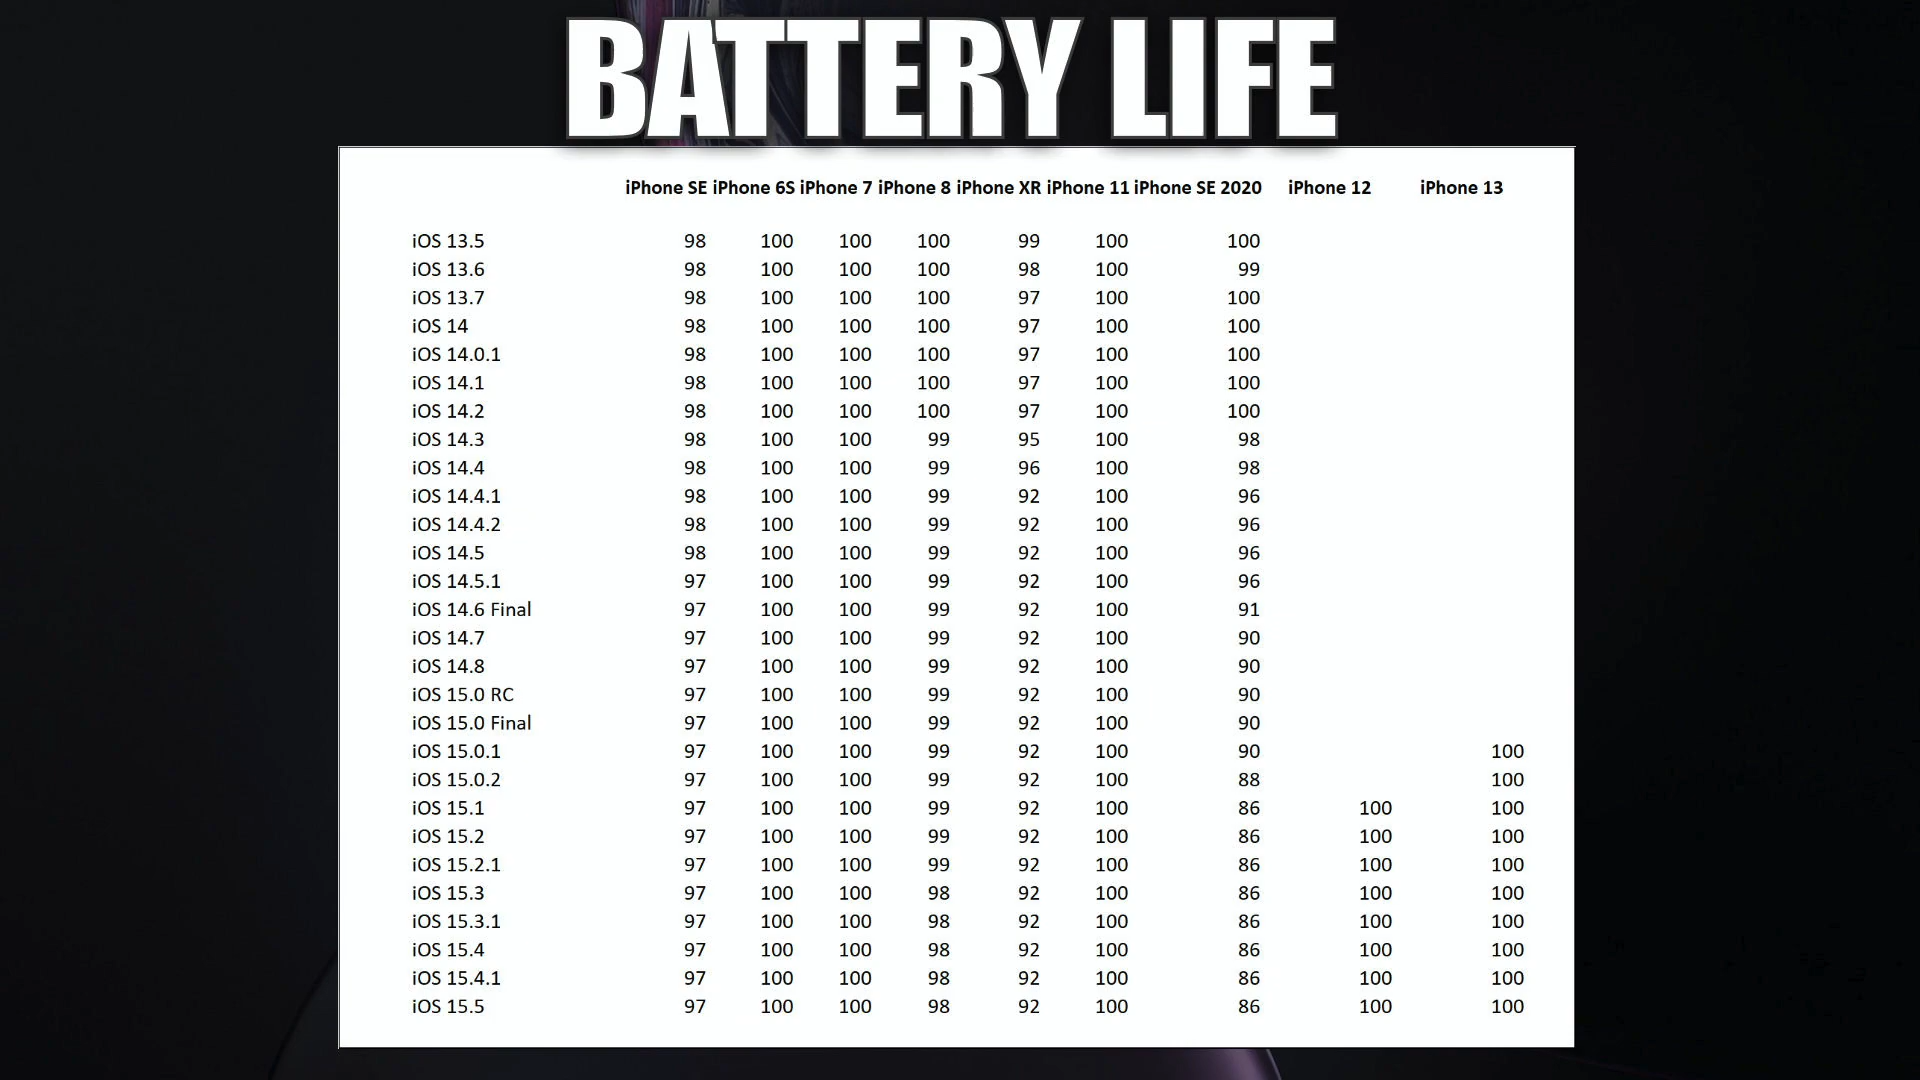 BATTERY LIFE
iPhone SE iPhone 6S iPhone 7 iPhone 8 iPhone XR iPhone 11 iPhone SE 2020 iPhone 12 iPhone 13
iOS 13.5 98 100 100 100 99 100 100
iOS 13.6 98 100 100 100 98 100 99
iOS 13.7 98 100 100 100 97 100 100
iOS 14 98 100 100 100 97 100 100
iOS 14.0.1 98 100 100 100 97 100 100
iOS 14.1 98 100 100 100 97 100 100
iOS 14.2 98 100 100 100 97 100 100
iOS 14.3 98 100 100 99 95 100 98
iOS 14.4 98 100 100 99 96 100 98
iOS 14.4.1 98 100 100 99 92 100 96
iOS 14.4.2 98 100 100 99 92 100 96
iOS 14.5 98 100 100 99 92 100 96
iOS 14.5.1 97 100 100 99 92 100 96
iOS 14.6 Final 97 100 100 99 92 100 91
iOS 14.7 97 100 100 99 92 100 90
iOS 14.8 97 100 100 99 92 100 90
iOS 15.0 RC 97 100 100 99 92 100 90
iOS 15.0 Final 97 100 100 99 92 100 90
iOS 15.0.1 97 100 100 99 92 100 90 100
iOS 15.0.2 97 100 100 99 92 100 88 100
iOS 15.1 97 100 100 99 92 100 86 100 100
iOS 15.2 97 100 100 99 92 100 86 100 100
iOS 15.2.1 97 100 100 99 92 100 86 100 100
iOS 15.3 97 100 100 98 92 100 86 100 100
iOS 15.3.1 97 100 100 98 92 100 86 100 100
iOS 15.4 97 100 100 98 92 100 86 100 100
iOS 15.4.1 97 100 100 98 92 100 86 100 100
iOS 15.5 97 100 100 98 92 100 86 100 100